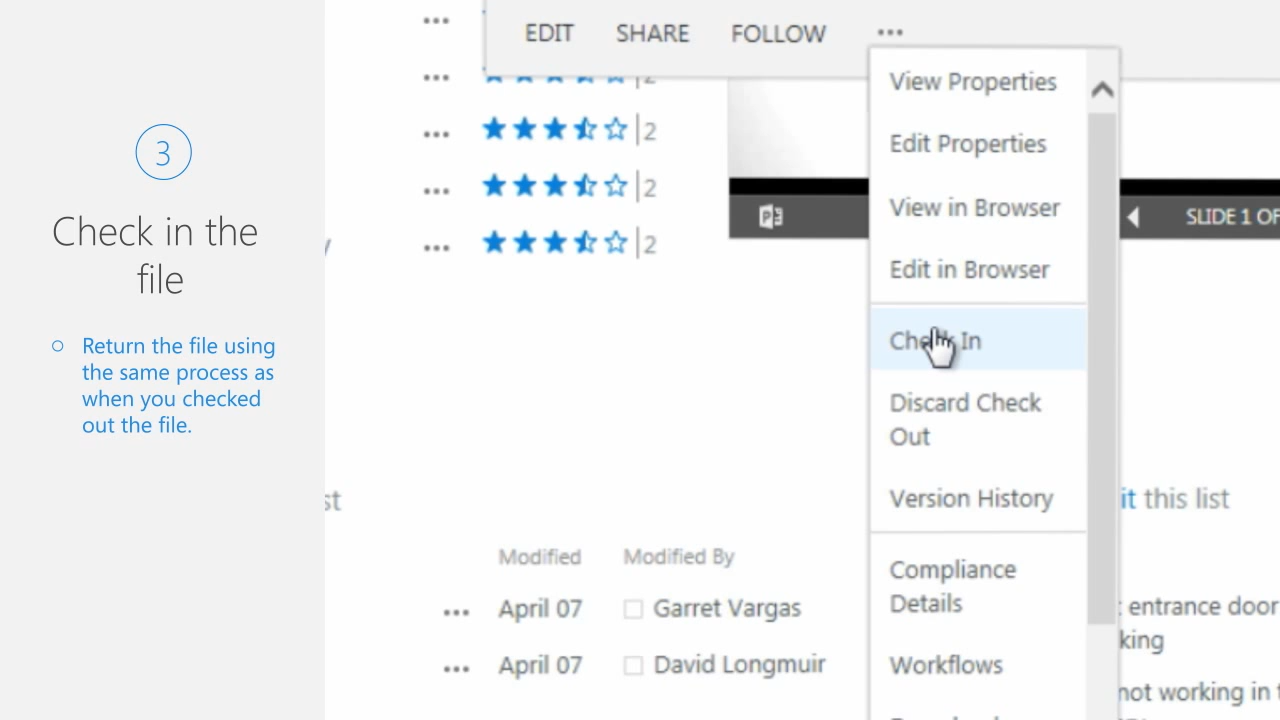 3
Check in the
file
Return the file using
the same process as
when you checked
out the file.
EDIT SHARE FOLLOW
2
2
2
2
View Properties
Edit Properties
View in Browser
Edit in Browser
Check In
Discard Check
Out
Version History
Compliance
Details
Workflows
SLIDE 1 OF
st
it this list
Modified Modified By
April 07 Garret Vargas
April 07 David Longmuir
entrance door
king
not working in